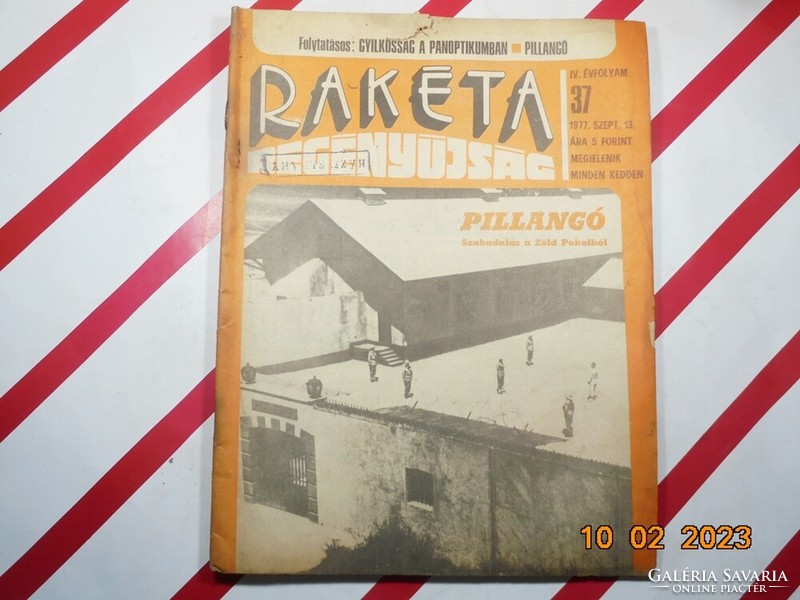 Folytatásos: GYILKOSSÁG A PANOPTIKUMBAN ■ PILLANGÓ
RAKÉTA
REGÉNYÚJSÁG
IV. ÉVFOLYAM
37
1977. SZEPT. 13.
ÁRA 5 FORINT
MEGJELENIK
MINDEN KEDDEN
PILLANGÓ
Szabadulás a Zöld Pokolból
10 02 2023
GALÉRIA SAVARIA
ONLINE PIACTÉR